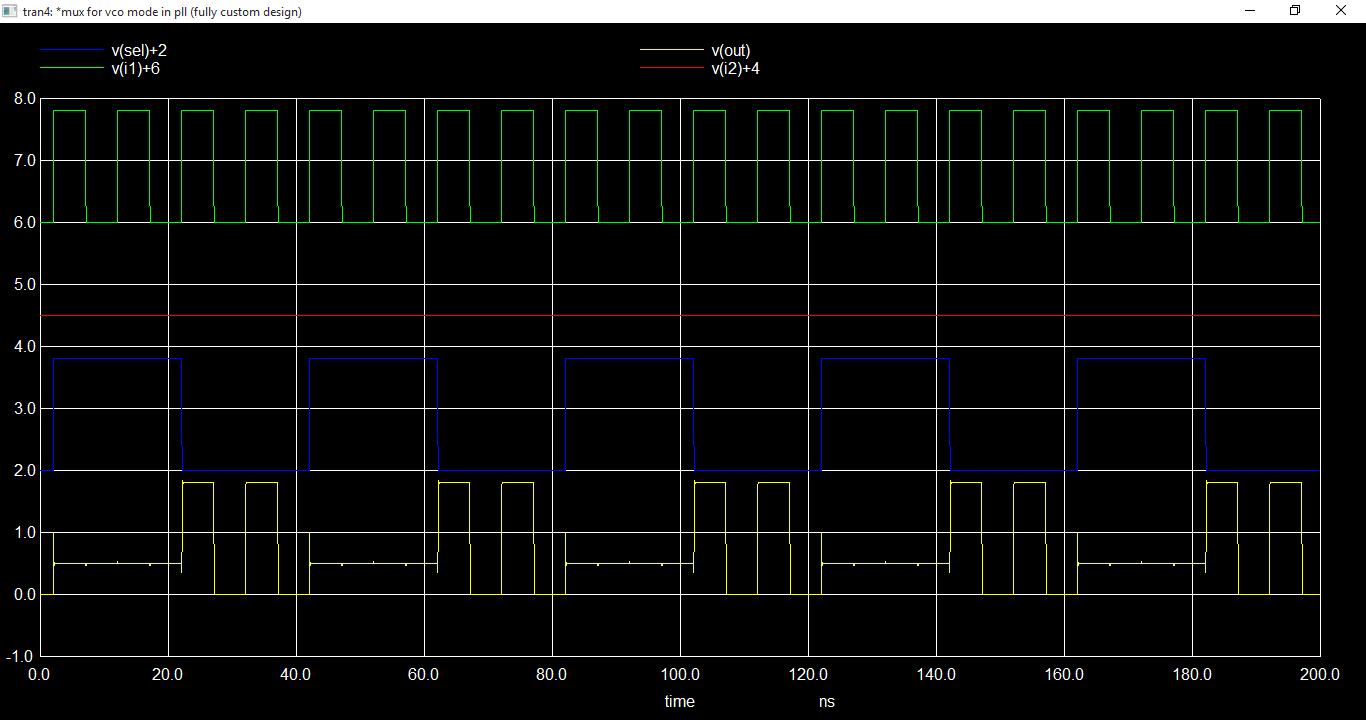 tran4: *mux for vco mode in pll (fully custom design)
v(sel)+2 v(out)
v(i1)+6 v(i2)+4
8.0
7.0
6.0
5.0
4.0
3.0
2.0
1.0
0.0
-1.0
0.0 20.0 40.0 60.0 80.0 100.0 120.0 140.0 160.0 180.0 200.0
time ns